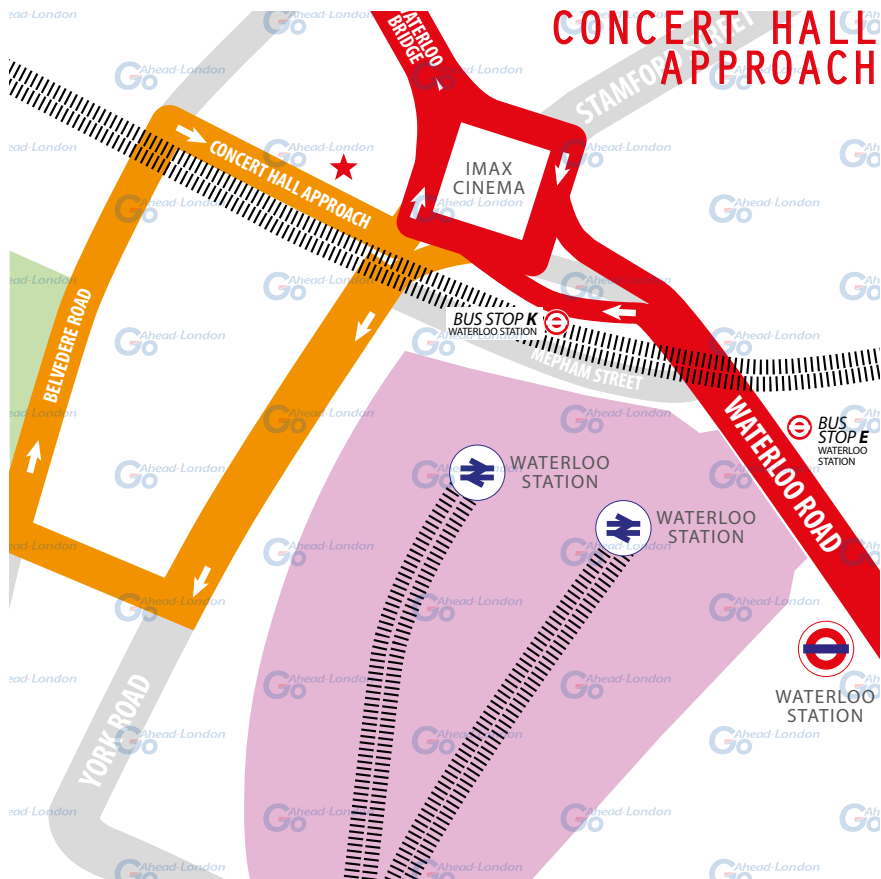 CONCERT HALL
APPROACH
WATERLOO
BRIDGE
STAMFORD STREET
CONCERT HALL APPROACH
IMAX
CINEMA
BUS STOP K
WATERLOO STATION
MEPHAM STREET
BELVEDERE ROAD
BUS
STOP E
WATERLOO
STATION
WATERLOO ROAD
WATERLOO
STATION
WATERLOO
STATION
WATERLOO
STATION
YORK ROAD
Go Ahead-London